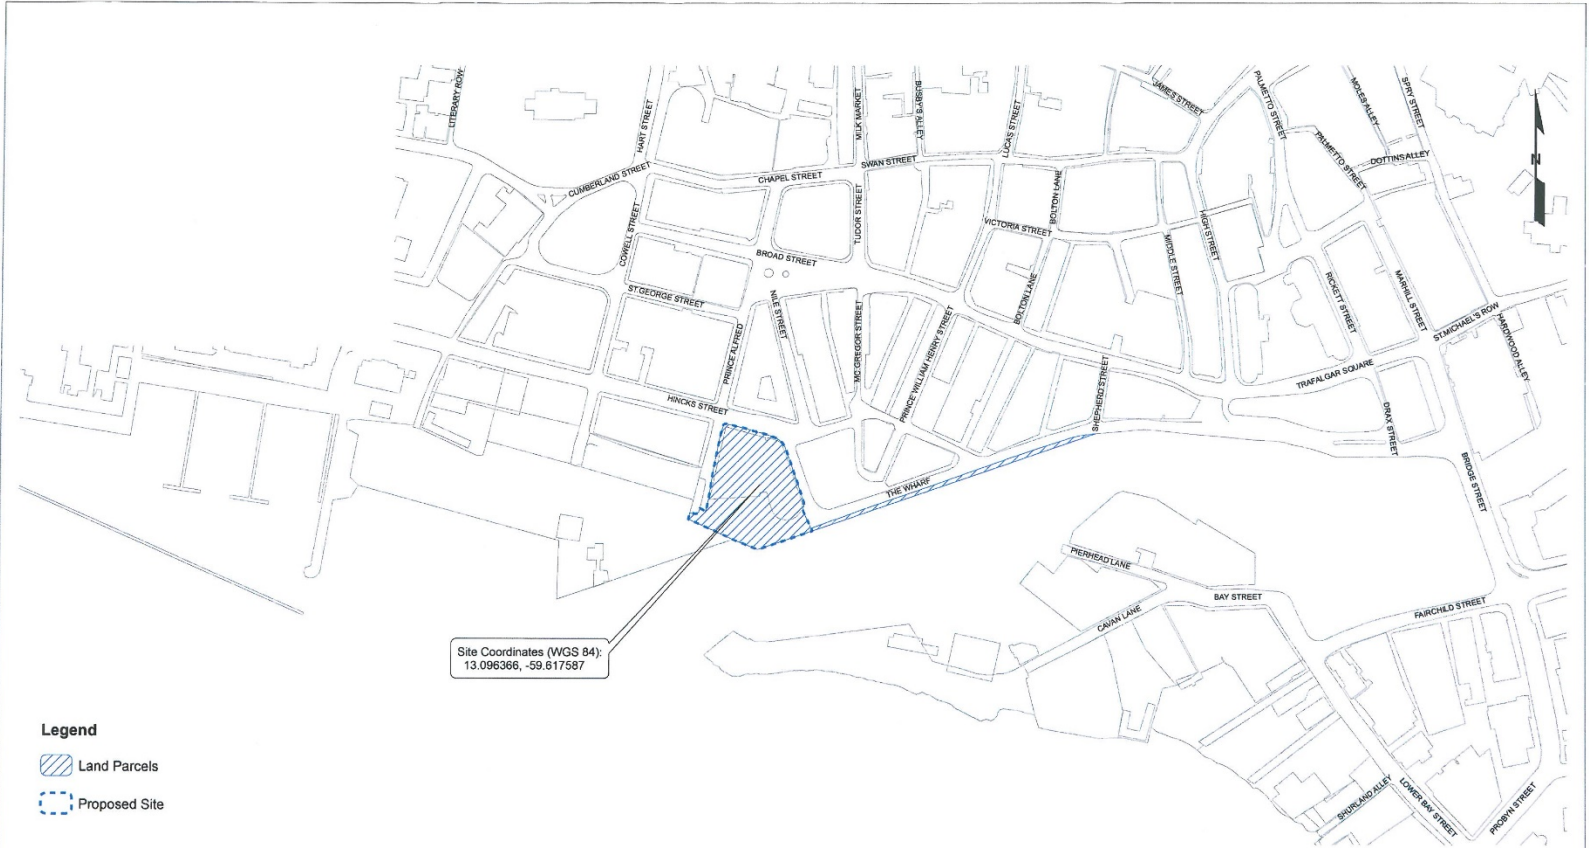 LITERARY ROW
HART STREET
MILK MARKET
BUSBY'S ALLEY
LUCAS STREET
JAMES STREET
PALMETTO STREET
MOLES ALLEY
SPRY STREET
N
CUMBERLAND STREET
CHAPEL STREET
SWAN STREET
PALMETTO STREET
DOTTINS ALLEY
COWELL STREET
TUDOR STREET
BOLTON LANE
VICTORIA STREET
HIGH STREET
BROAD STREET
MIDDLE STREET
ST.GEORGE STREET
NILE STREET
BOLTON LANE
RICKETT STREET
MARHILL STREET
PRINCE ALFRED
MC.GREGOR STREET
PRINCE WILLIAM HENRY STREET
ST.MICHAEL'S ROW
HARDWOOD ALLEY
SHEPHERD STREET
TRAFALGAR SQUARE
HINCKS STREET
DRAX STREET
THE WHARF
BRIDGE STREET
PIERHEAD LANE
BAY STREET
FAIRCHILD STREET
CAVAN LANE
Site Coordinates (WGS 84):
13.096366, -59.617587
Legend
Land Parcels
Proposed Site
SHURLAND ALLEY
LOWER BAY STREET
PROBYN STREET